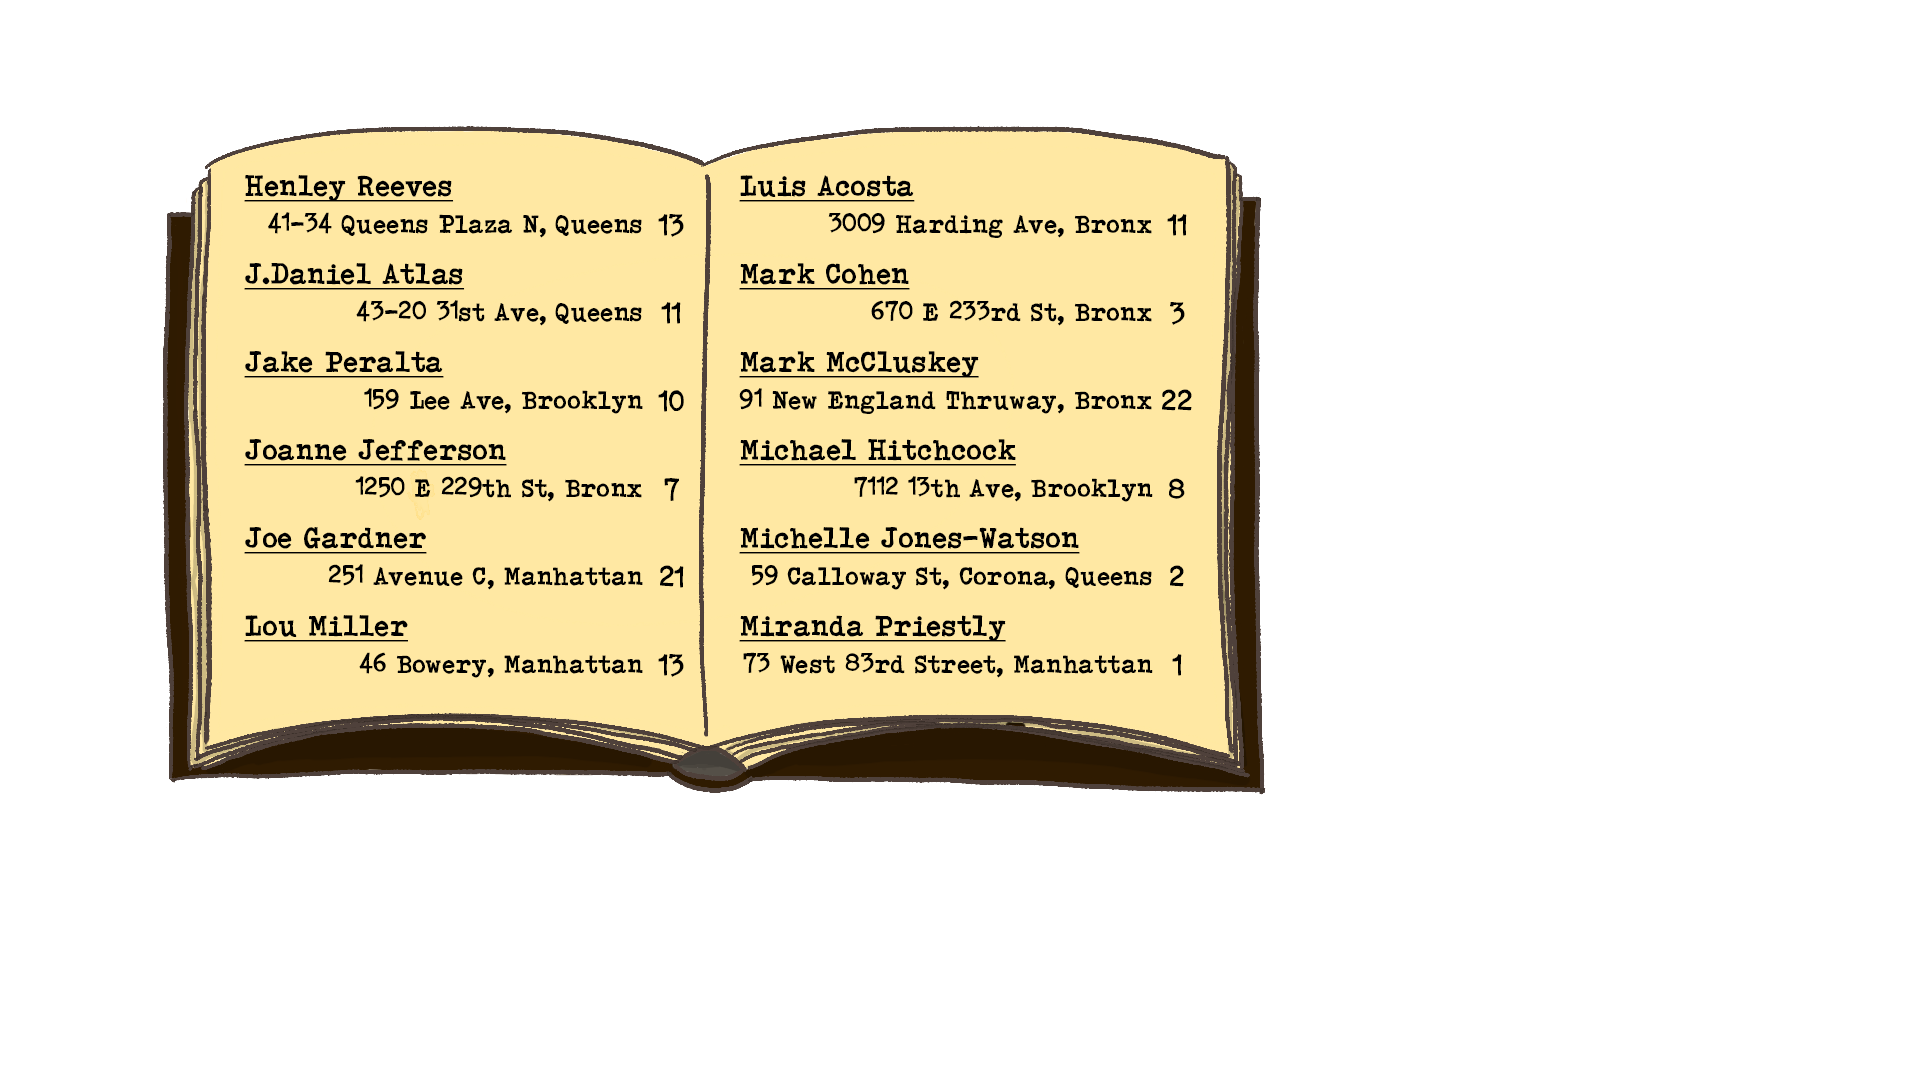 Henley Reeves
41-34 Queens Plaza N, Queens 13
J.Daniel Atlas
43-20 31st Ave, Queens 11
Jake Peralta
159 Lee Ave, Brooklyn 10
Joanne Jefferson
1250 E 229th St, Bronx 7
Joe Gardner
251 Avenue C, Manhattan 21
Lou Miller
46 Bowery, Manhattan 13
Luis Acosta
3009 Harding Ave, Bronx 11
Mark Cohen
670 E 233rd St, Bronx 3
Mark McCluskey
91 New England Thruway, Bronx 22
Michael Hitchcock
7112 13th Ave, Brooklyn 8
Michelle Jones-Watson
59 Calloway St, Corona, Queens 2
Miranda Priestly
73 West 83rd Street, Manhattan 1